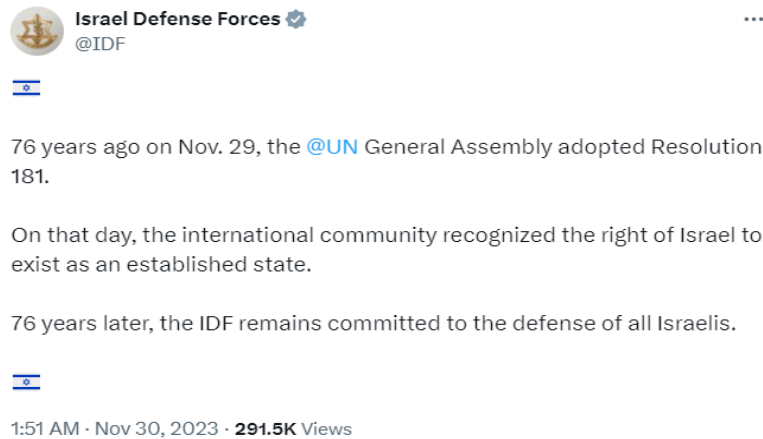 Israel Defense Forces
@IDF
🇮🇱
76 years ago on Nov. 29, the @UN General Assembly adopted Resolution
181.
On that day, the international community recognized the right of Israel to
exist as an established state.
76 years later, the IDF remains committed to the defense of all Israelis.
🇮🇱
1:51 AM · Nov 30, 2023 · 291.5K Views